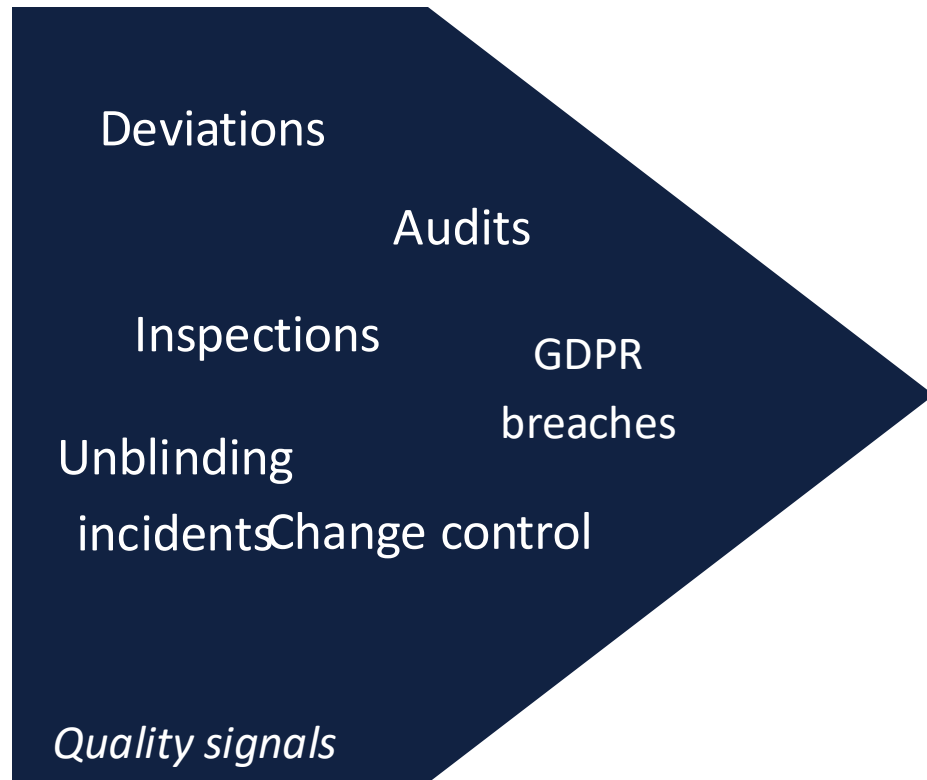 Deviations
Audits
Inspections
GDPR
breaches
Unblinding
incidents
Change control
Quality signals